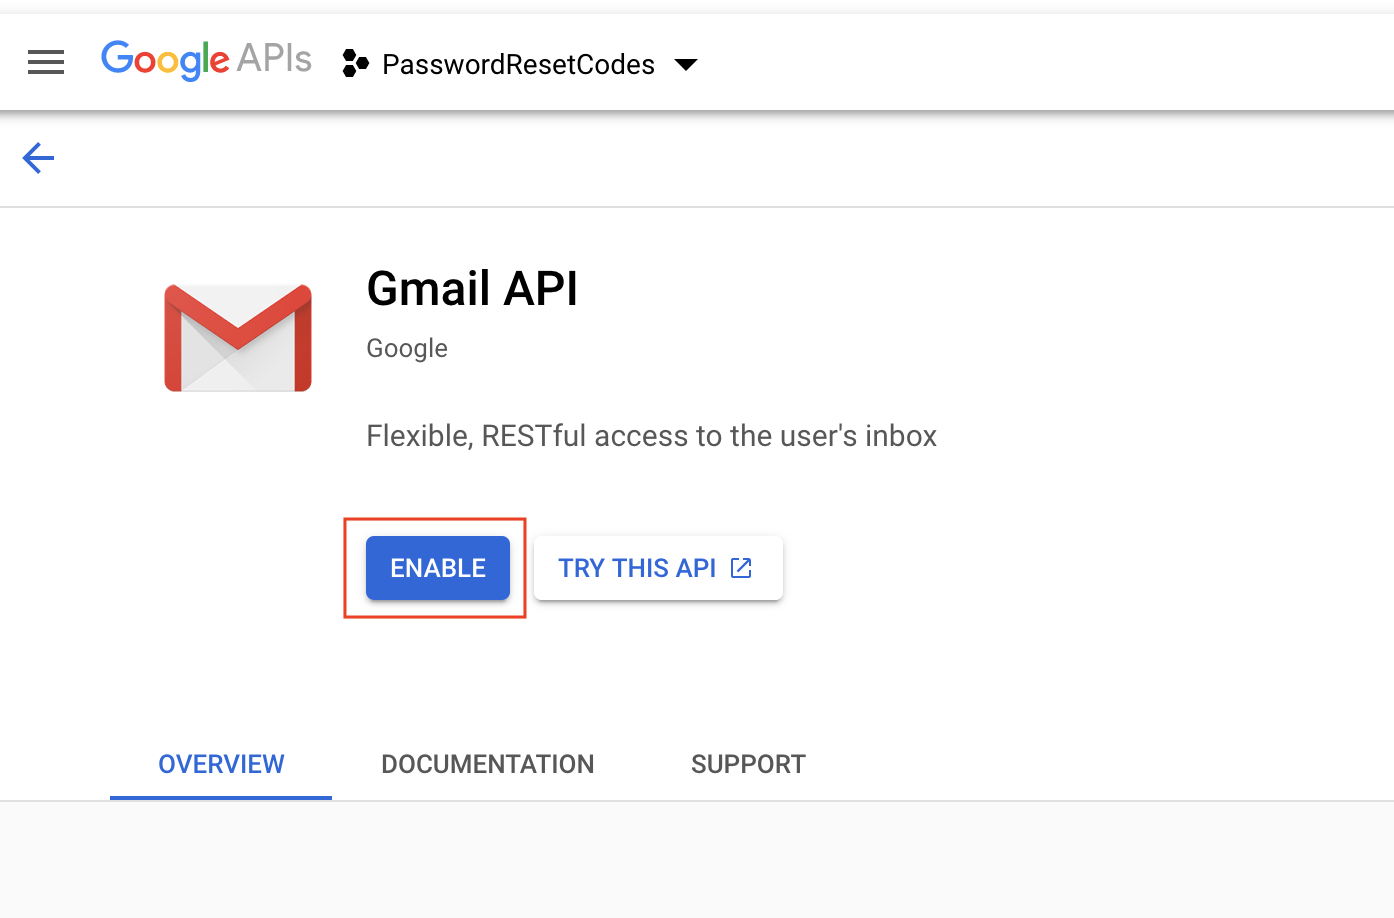 Google APIs PasswordResetCodes
Gmail API
Google
Flexible, RESTful access to the user's inbox
ENABLE TRY THIS API
OVERVIEW DOCUMENTATION SUPPORT